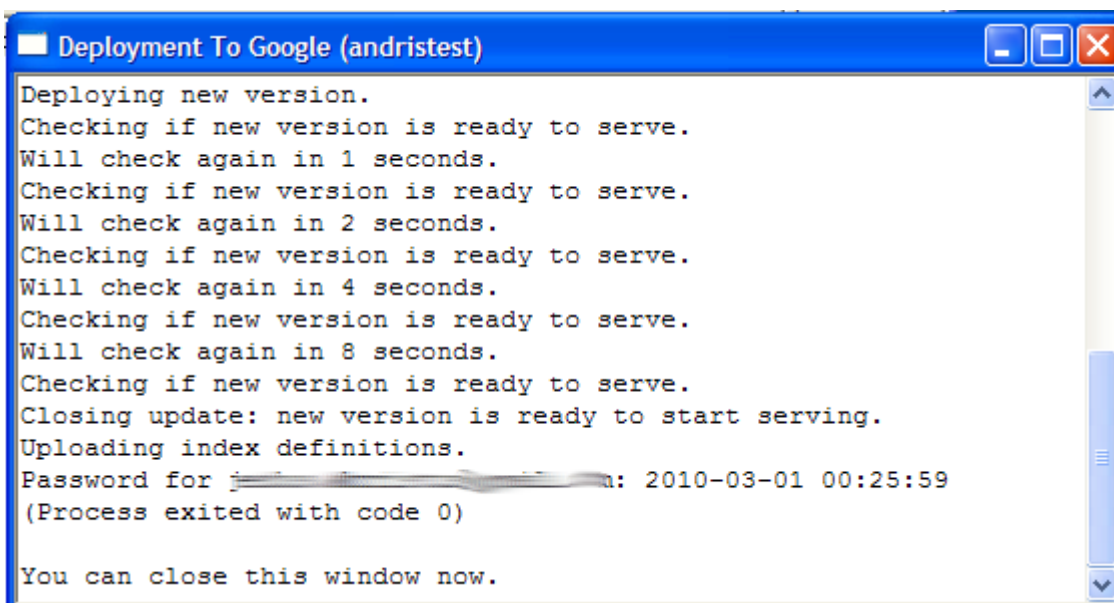 Deployment To Google (andristest)
Deploying new version.
Checking if new version is ready to serve.
Will check again in 1 seconds.
Checking if new version is ready to serve.
Will check again in 2 seconds.
Checking if new version is ready to serve.
Will check again in 4 seconds.
Checking if new version is ready to serve.
Will check again in 8 seconds.
Checking if new version is ready to serve.
Closing update: new version is ready to start serving.
Uploading index definitions.
Password for : 2010-03-01 00:25:59
(Process exited with code 0)
You can close this window now.